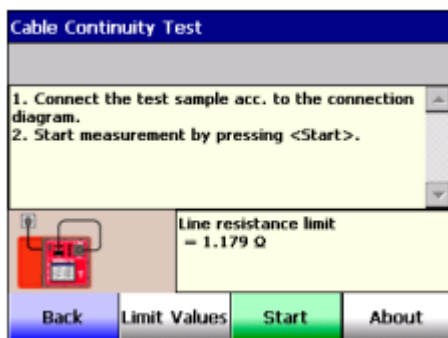 Cable Continuity Test
1. Connect the test sample acc. to the connection
diagram.
2. Start measurement by pressing <Start>.
Line resistance limit
= 1.179 Ω
Back
Limit Values
Start
About